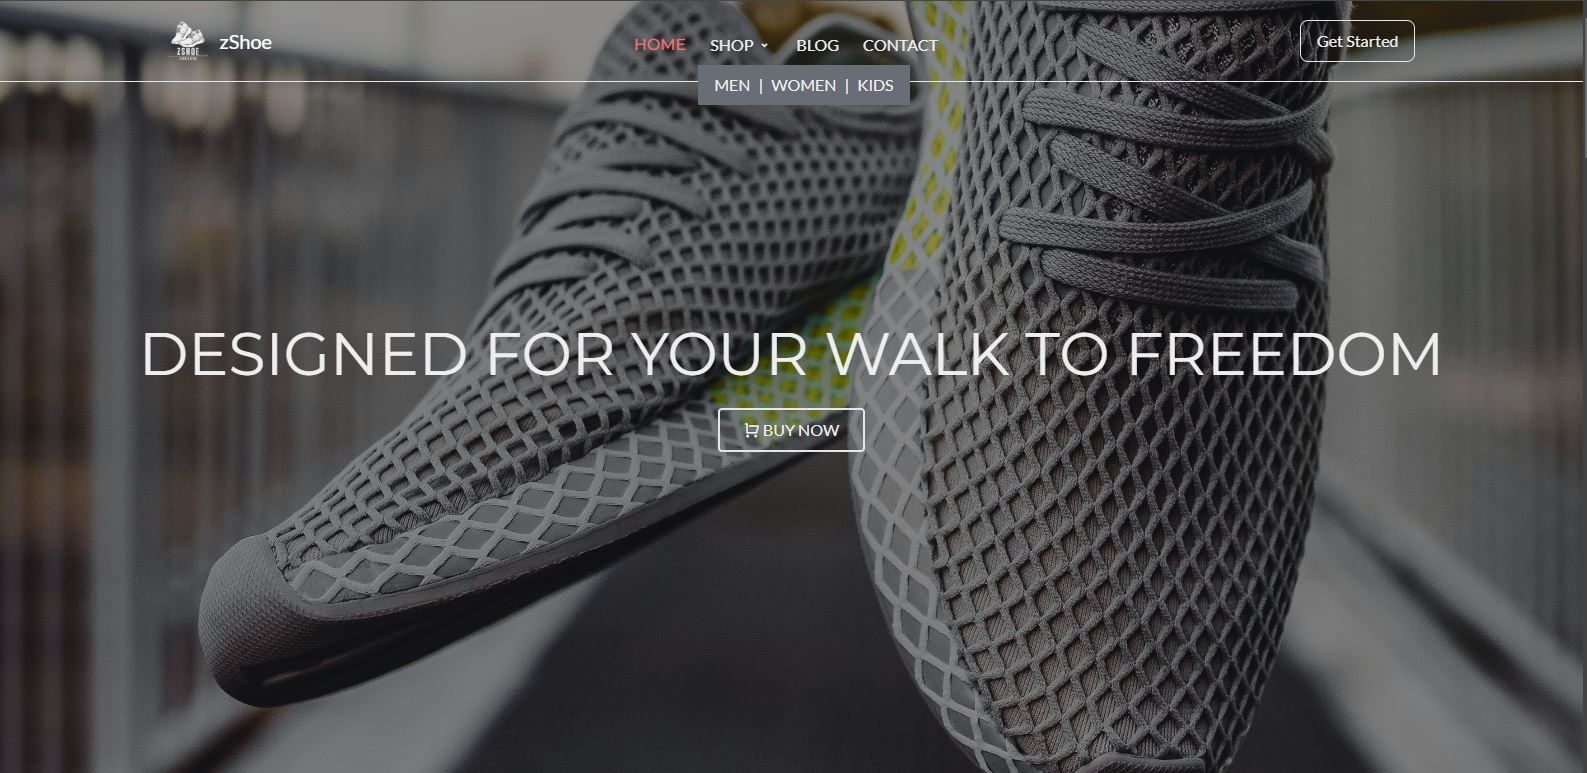 ZSHOE
zShoe
HOME SHOP BLOG CONTACT
Get Started
MEN | WOMEN | KIDS
DESIGNED FOR YOUR WALK TO FREEDOM
BUY NOW